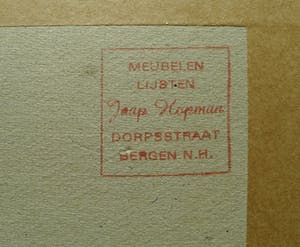 MEUBELEN
LIJSTEN
Jaap Hopman
DORPSSTRAAT
BERGEN N.H.